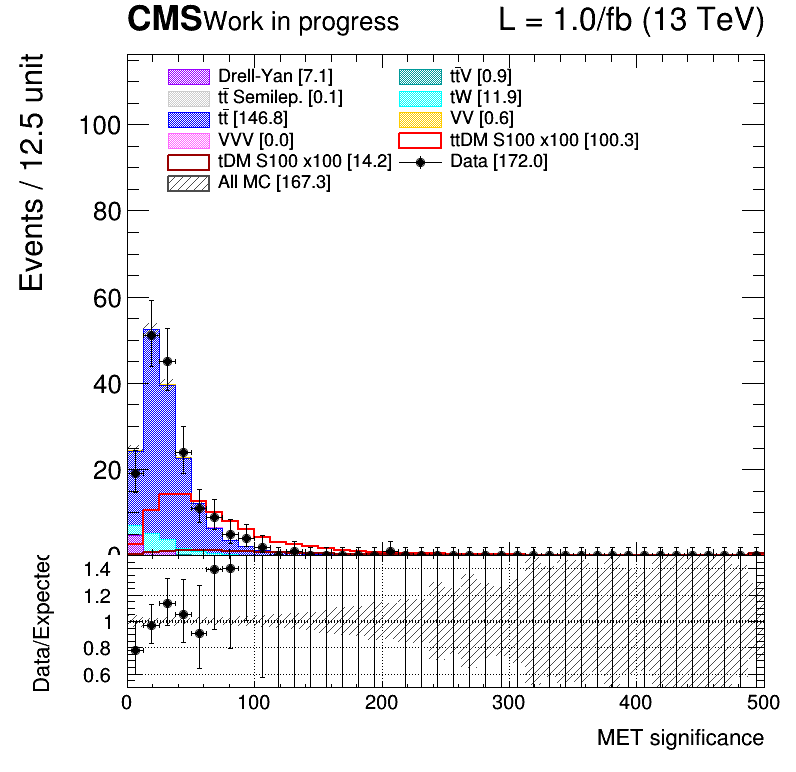 CMS Work in progress L = 1.0/fb (13 TeV)
Drell-Yan [7.1] tt̄V [0.9]
tt̄ Semilep. [0.1] tW [11.9]
tt̄ [146.8] VV [0.6]
VVV [0.0] ttDM S100 x100 [100.3]
tDM S100 x100 [14.2] Data [172.0]
All MC [167.3]
Events / 12.5 unit
100
80
60
40
20
0
Data/Expected
1.4
1.2
1
0.8
0.6
0 100 200 300 400 500
MET significance